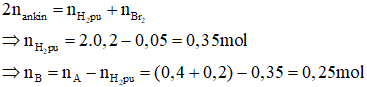 2n_ankin = n_H₂pu + n_Br₂
⇒ n_H₂pu = 2.0,2 − 0,05 = 0,35mol
⇒ n_B = n_A − n_H₂pu = (0,4 + 0,2) − 0,35 = 0,25mol